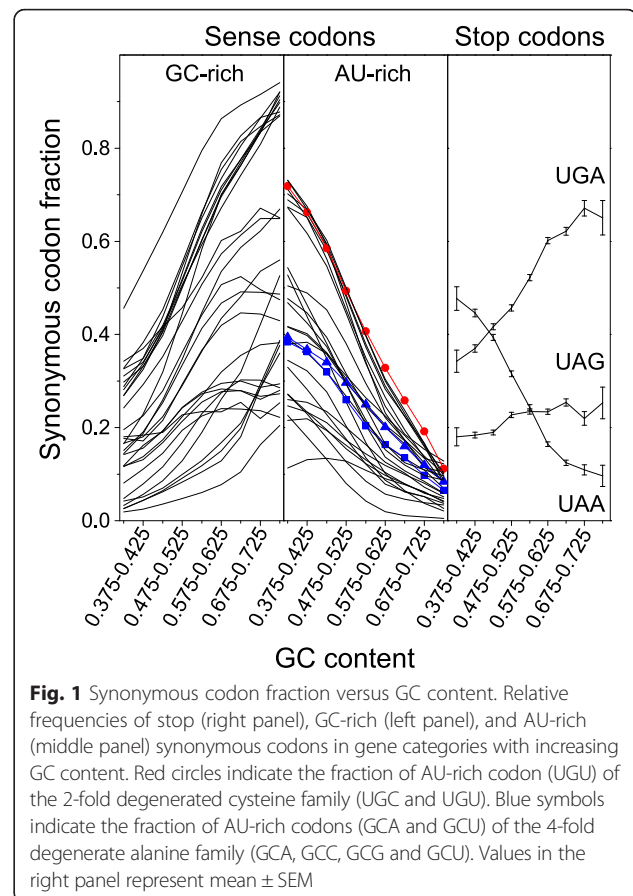 Sense codons
Stop codons
GC-rich
AU-rich
Synonymous codon fraction
0.8
0.6
0.4
0.2
0.0
UGA
UAG
UAA
0.375-0.425
0.475-0.525
0.575-0.625
0.675-0.725
0.375-0.425
0.475-0.525
0.575-0.625
0.675-0.725
0.375-0.425
0.475-0.525
0.575-0.625
0.675-0.725
GC content
Fig. 1 Synonymous codon fraction versus GC content. Relative
frequencies of stop (right panel), GC-rich (left panel), and AU-rich
(middle panel) synonymous codons in gene categories with increasing
GC content. Red circles indicate the fraction of AU-rich codon (UGU) of
the 2-fold degenerated cysteine family (UGC and UGU). Blue symbols
indicate the fraction of AU-rich codons (GCA and GCU) of the 4-fold
degenerate alanine family (GCA, GCC, GCG and GCU). Values in the
right panel represent mean ± SEM